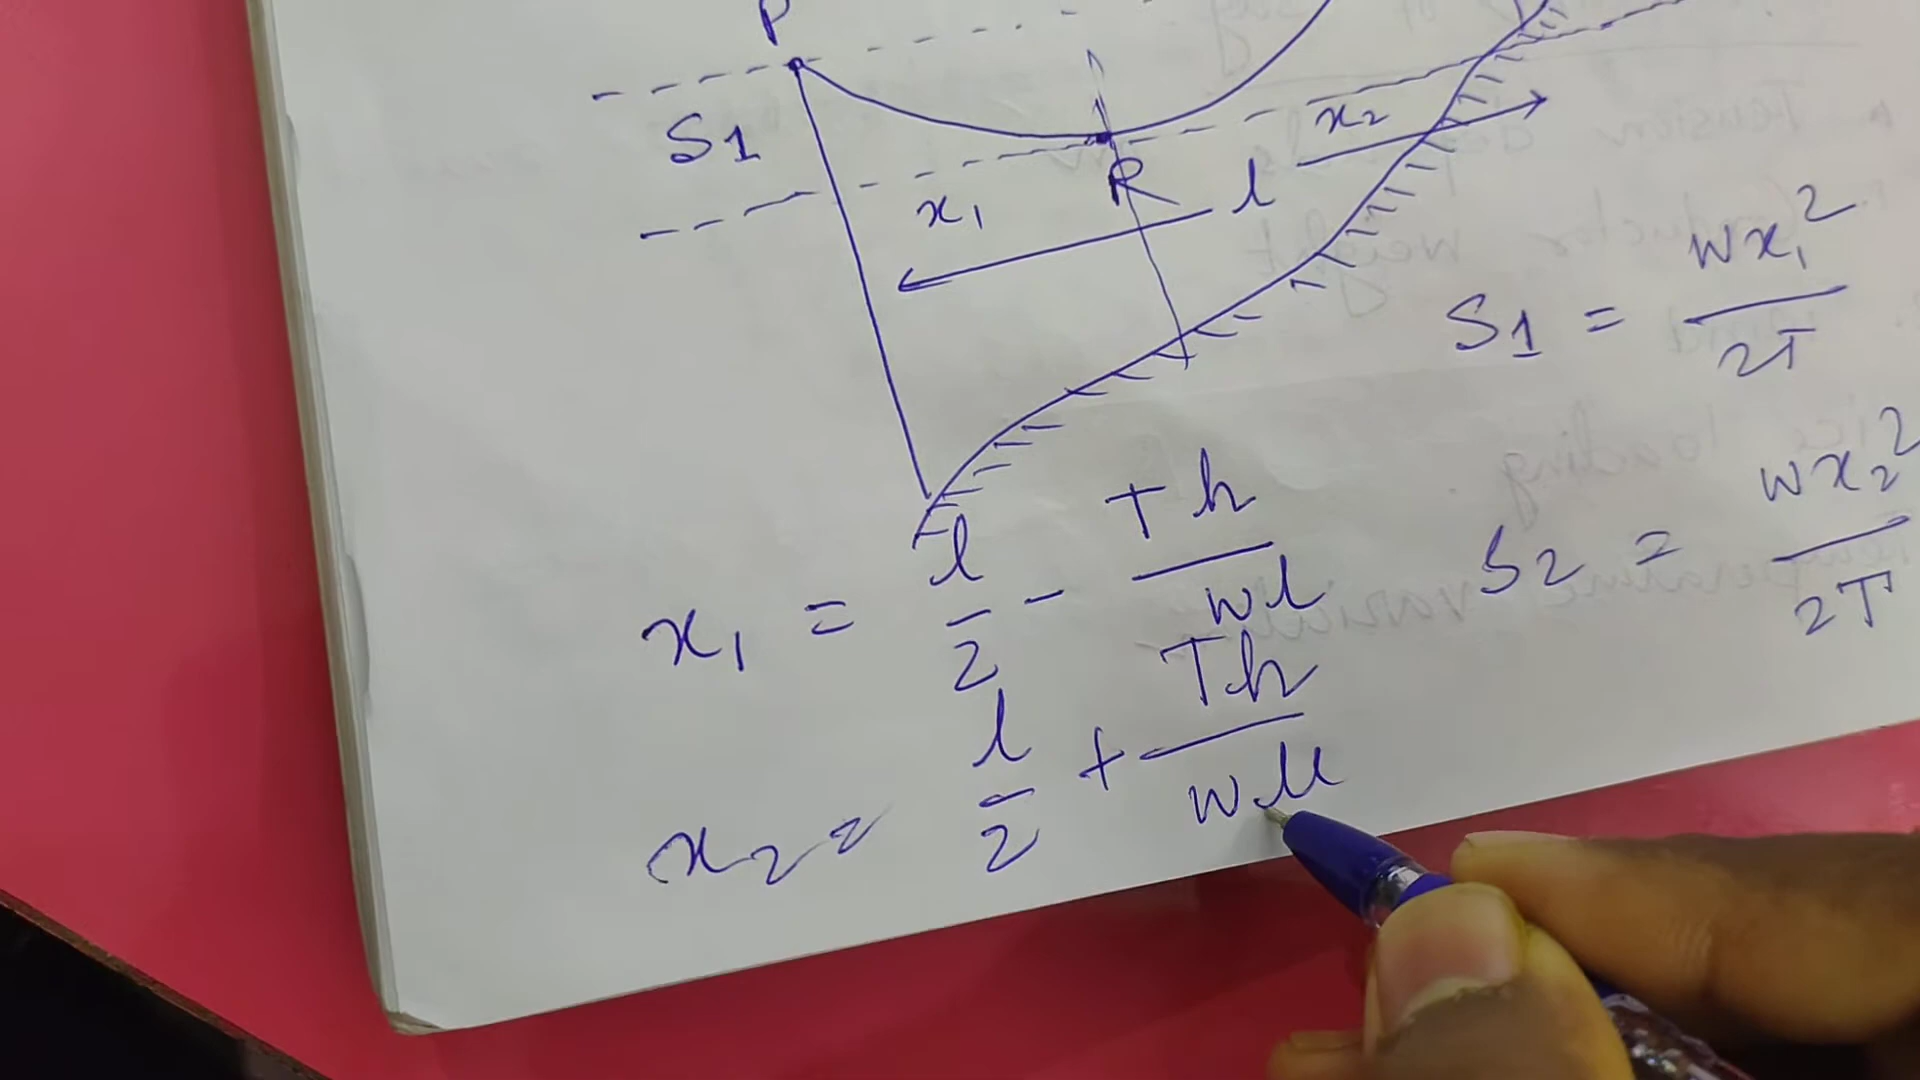 P
S1
x₁
R
l
x₂
S1 = wx₁² / 2T
S2 = wx₂² / 2T
x₁ = l/2 - Th/wl
x₂ = l/2 + Th/wl